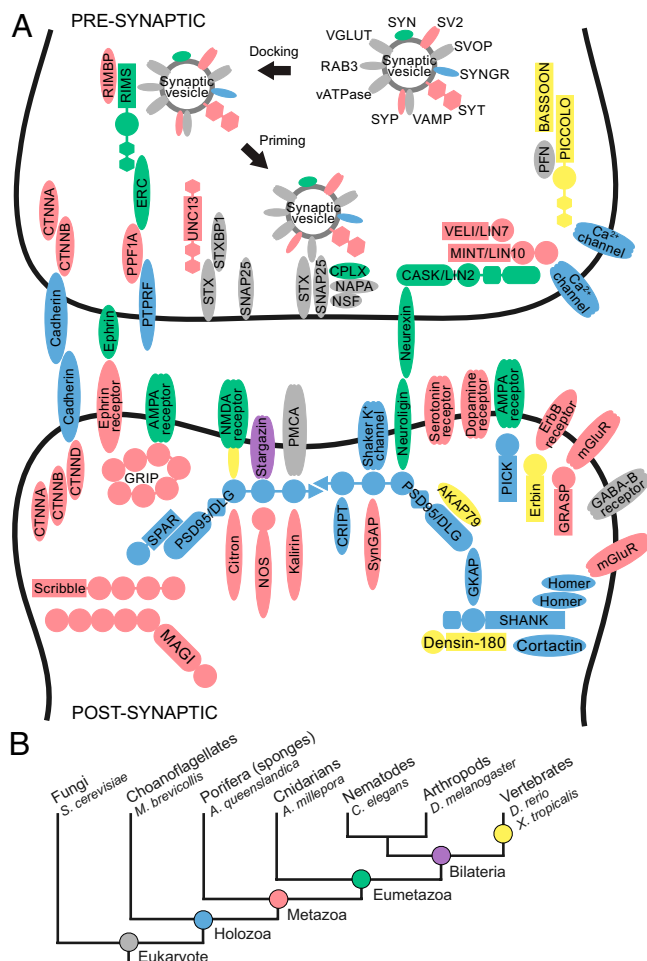 A
PRE-SYNAPTIC
SYN
SV2
VGLUT
SVOP
Docking
RAB3
Synaptic
vesicle
SYNGR
vATPase
SYT
SYP
VAMP
RIMBP
RIMS
Synaptic
vesicle
BASSOON
PICCOLO
PFN
Priming
ERC
Synaptic
vesicle
CTNNA
CTNNB
UNC13
STXBP1
PPF1A
PTPRF
STX
SNAP25
STX
SNAP25
CPLX
NAPA
NSF
VELI/LIN7
MINT/LIN10
CASK/LIN2
Ca2+
channel
Ca2+
channel
Cadherin
Ephrin
Neurexin
Cadherin
Ephrin
receptor
AMPA
receptor
NMDA
receptor
Stargazin
PMCA
Shaker K+
channel
Neuroligin
Serotonin
receptor
Dopamine
receptor
AMPA
receptor
ErbB
receptor
mGluR
GABA-B
receptor
CTNNA
CTNNB
CTNND
GRIP
SPAR
PSD95/DLG
PSD95/DLG
AKAP79
PICK
Erbin
GRASP
mGluR
Citron
NOS
Kalirin
CRIPT
SynGAP
GKAP
Homer
Homer
Scribble
SHANK
MAGI
Densin-180
Cortactin
POST-SYNAPTIC
B
Fungi
S. cerevisiae
Choanoflagellates
M. brevicollis
Porifera (sponges)
A. queenslandica
Cnidarians
A. millepora
Nematodes
C. elegans
Arthropods
D. melanogaster
Vertebrates
D. rerio
X. tropicalis
Bilateria
Eumetazoa
Metazoa
Holozoa
Eukaryote